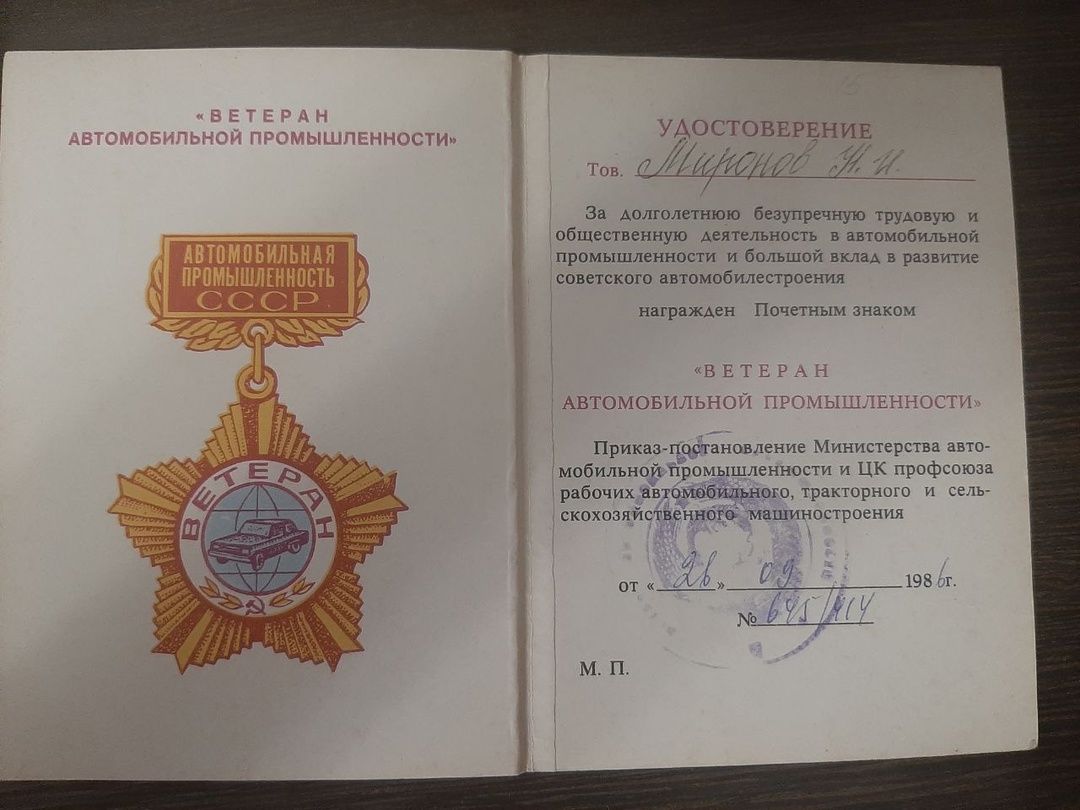 «ВЕТЕРАН
АВТОМОБИЛЬНОЙ ПРОМЫШЛЕННОСТИ»
АВТОМОБИЛЬНАЯ
ПРОМЫШЛЕННОСТЬ
СССР
ВЕТЕРАН
УДОСТОВЕРЕНИЕ
Тов. Миронов Н. И.
За долголетнюю безупречную трудовую и
общественную деятельность в автомобильной
промышленности и большой вклад в развитие
советского автомобилестроения
награжден Почетным знаком
«ВЕТЕРАН
АВТОМОБИЛЬНОЙ ПРОМЫШЛЕННОСТИ»
Приказ-постановление Министерства авто-
мобильной промышленности и ЦК профсоюза
рабочих автомобильного, тракторного и сель-
скохозяйственного машиностроения
от «26» 09 1986г.
№ 645/414
М. П.